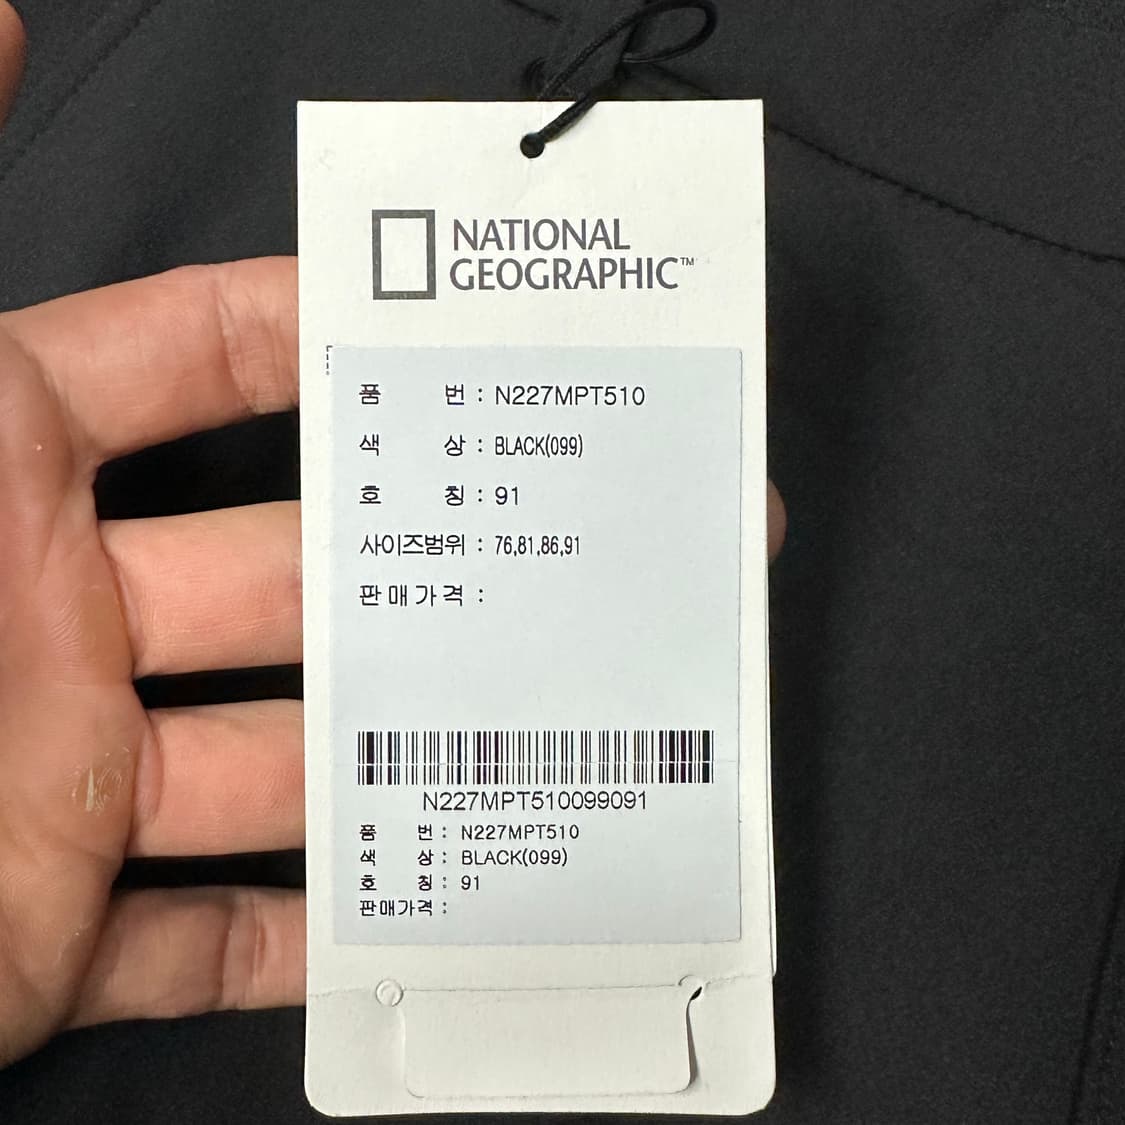 NATIONAL
GEOGRAPHIC™
품 번 : N227MPT510
색 상 : BLACK(099)
호 칭 : 91
사이즈범위 : 76,81,86,91
판매가격 :
N227MPT510099091
품 번 : N227MPT510
색 상 : BLACK(099)
호 칭 : 91
판매가격 :